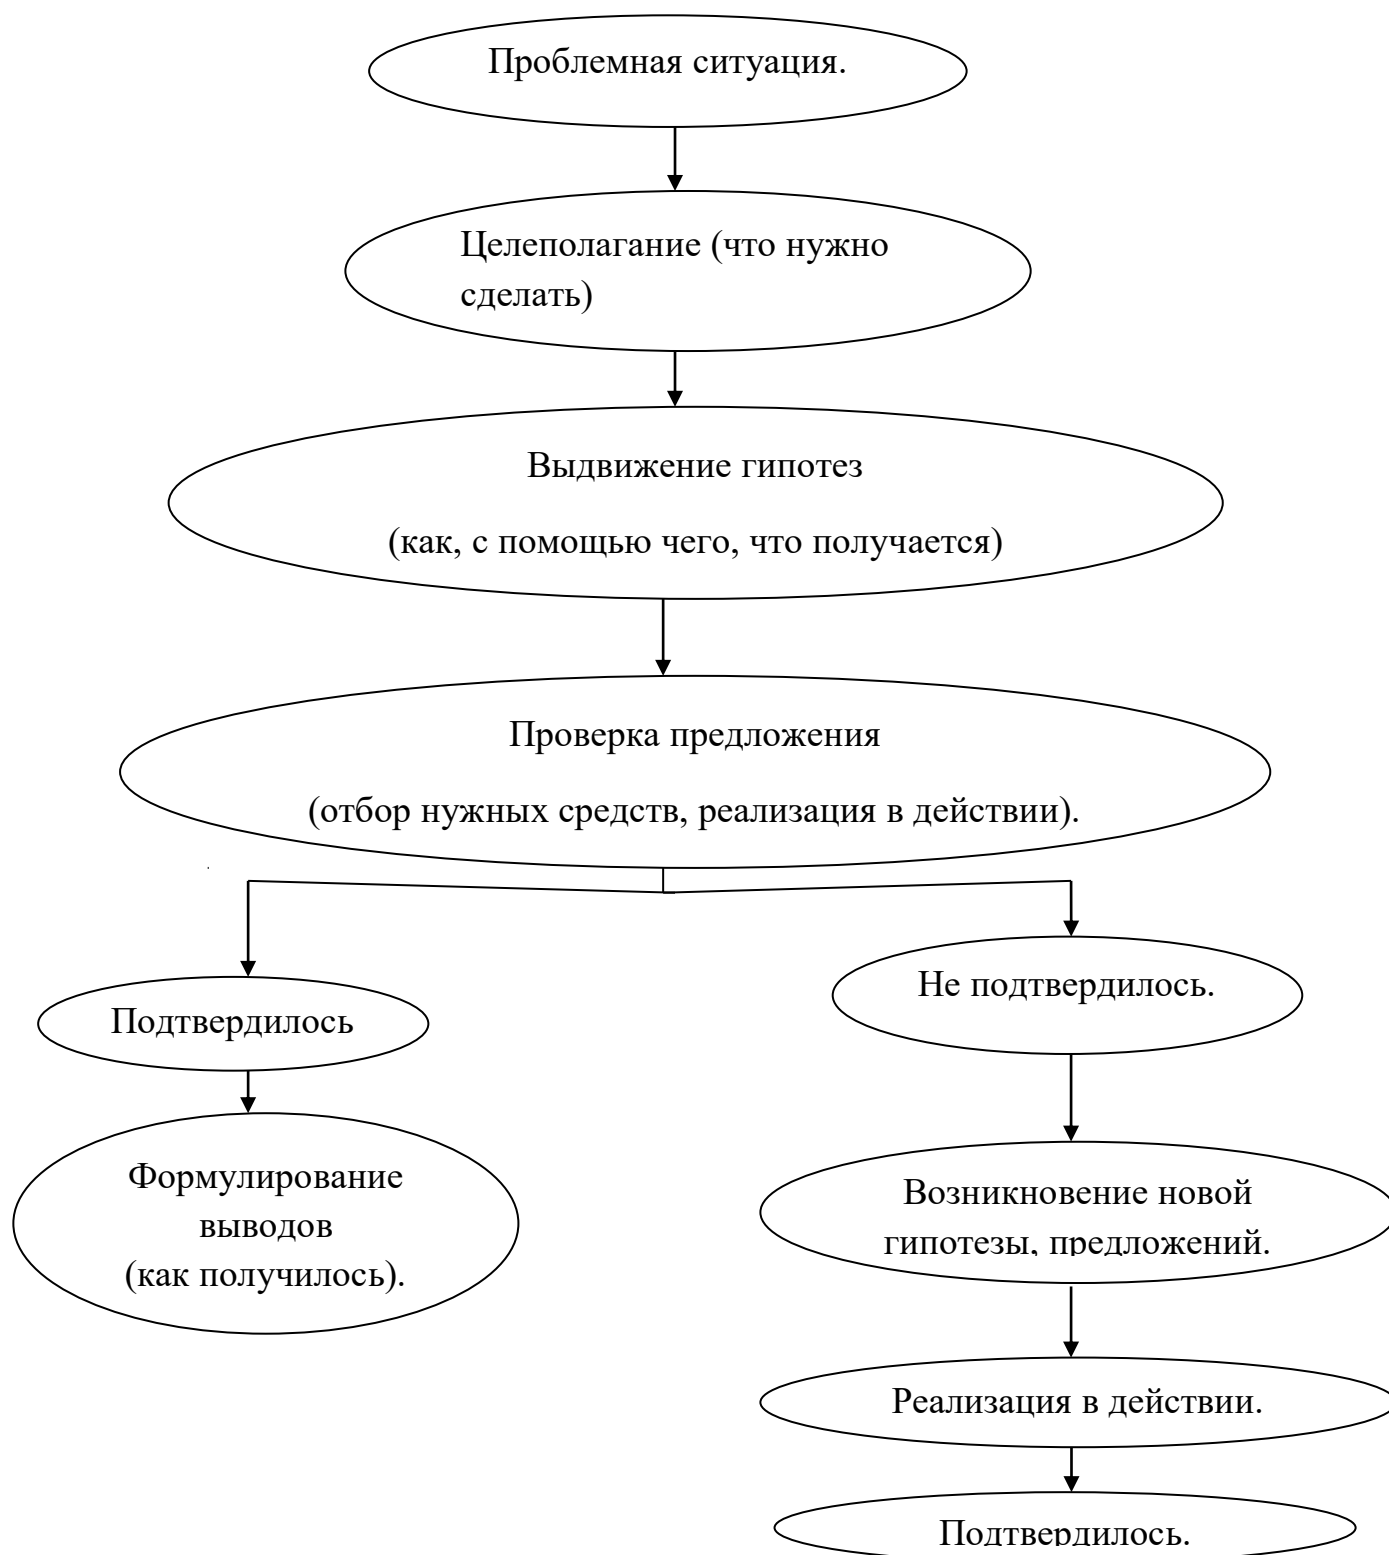 Проблемная ситуация.
Целеполагание (что нужно
сделать)
Выдвижение гипотез
(как, с помощью чего, что получается)
Проверка предложения
(отбор нужных средств, реализация в действии).
Подтвердилось
Не подтвердилось.
Формулирование
выводов
(как получилось).
Возникновение новой
гипотезы, предложений.
Реализация в действии.
Подтвердилось.